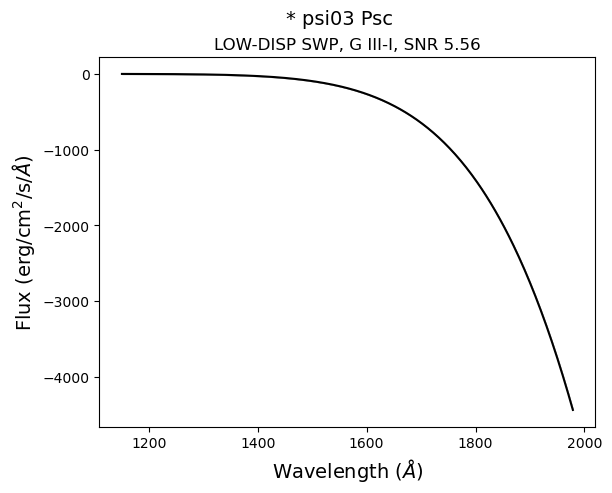 * psi03 Psc
LOW-DISP SWP, G III-I, SNR 5.56
0
−1000
−2000
−3000
−4000
Flux (erg/cm²/s/Å)
1200 1400 1600 1800 2000
Wavelength (Å)